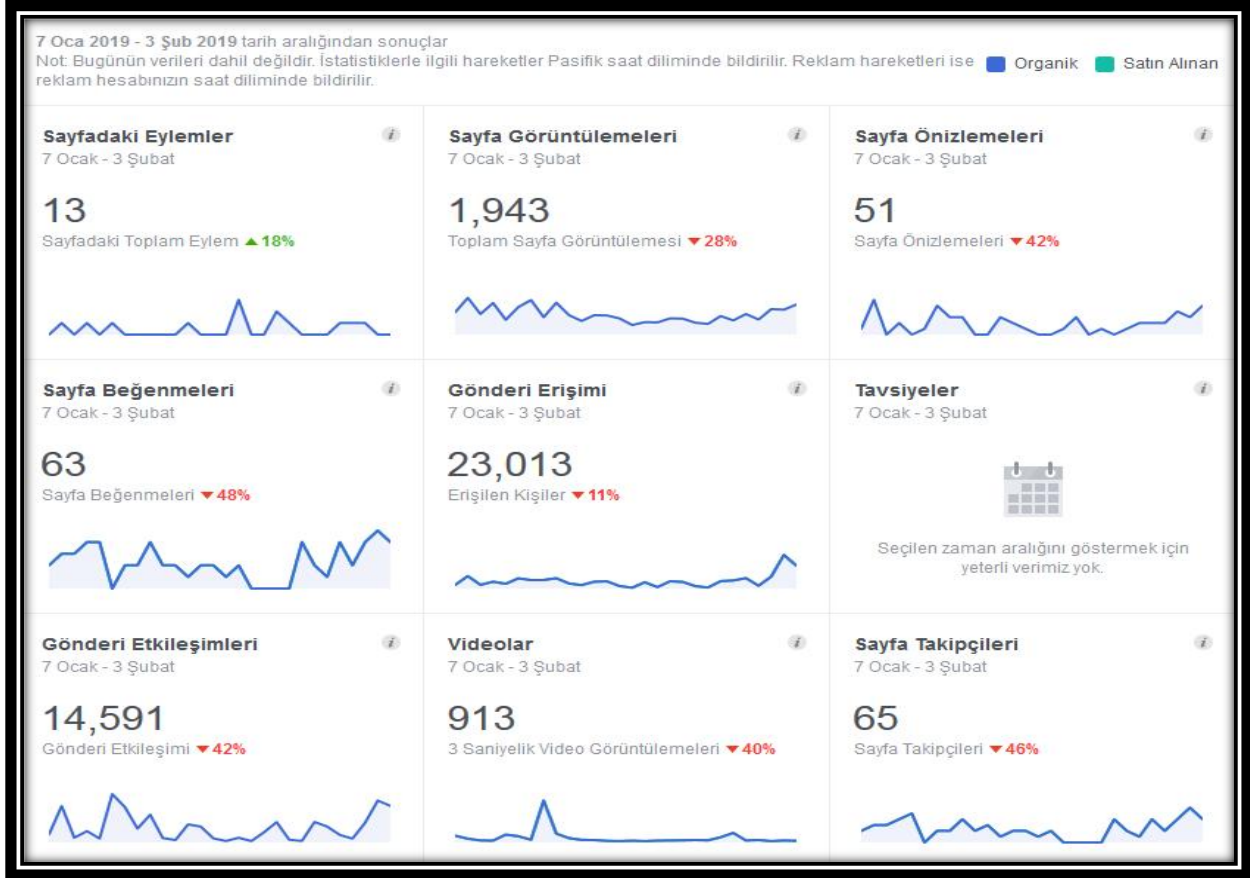 7 Oca 2019 - 3 Şub 2019 tarih aralığından sonuçlar
Not: Bugünün verileri dahil değildir. İstatistiklerle ilgili hareketler Pasifik saat diliminde bildirilir. Reklam hareketleri ise
reklam hesabınızın saat diliminde bildirilir.
Organik Satın Alınan
Sayfadaki Eylemler
7 Ocak - 3 Şubat
13
Sayfadaki Toplam Eylem ▲ 18%
Sayfa Görüntülemeleri
7 Ocak - 3 Şubat
1,943
Toplam Sayfa Görüntülemesi ▼ 28%
Sayfa Önizlemeleri
7 Ocak - 3 Şubat
51
Sayfa Önizlemeleri ▼ 42%
Sayfa Beğenmeleri
7 Ocak - 3 Şubat
63
Sayfa Beğenmeleri ▼ 48%
Gönderi Erişimi
7 Ocak - 3 Şubat
23,013
Erişilen Kişiler ▼ 11%
Tavsiyeler
7 Ocak - 3 Şubat
Seçilen zaman aralığını göstermek için
yeterli verimiz yok.
Gönderi Etkileşimleri
7 Ocak - 3 Şubat
14,591
Gönderi Etkileşimi ▼ 42%
Videolar
7 Ocak - 3 Şubat
913
3 Saniyelik Video Görüntülemeleri ▼ 40%
Sayfa Takipçileri
7 Ocak - 3 Şubat
65
Sayfa Takipçileri ▼ 46%